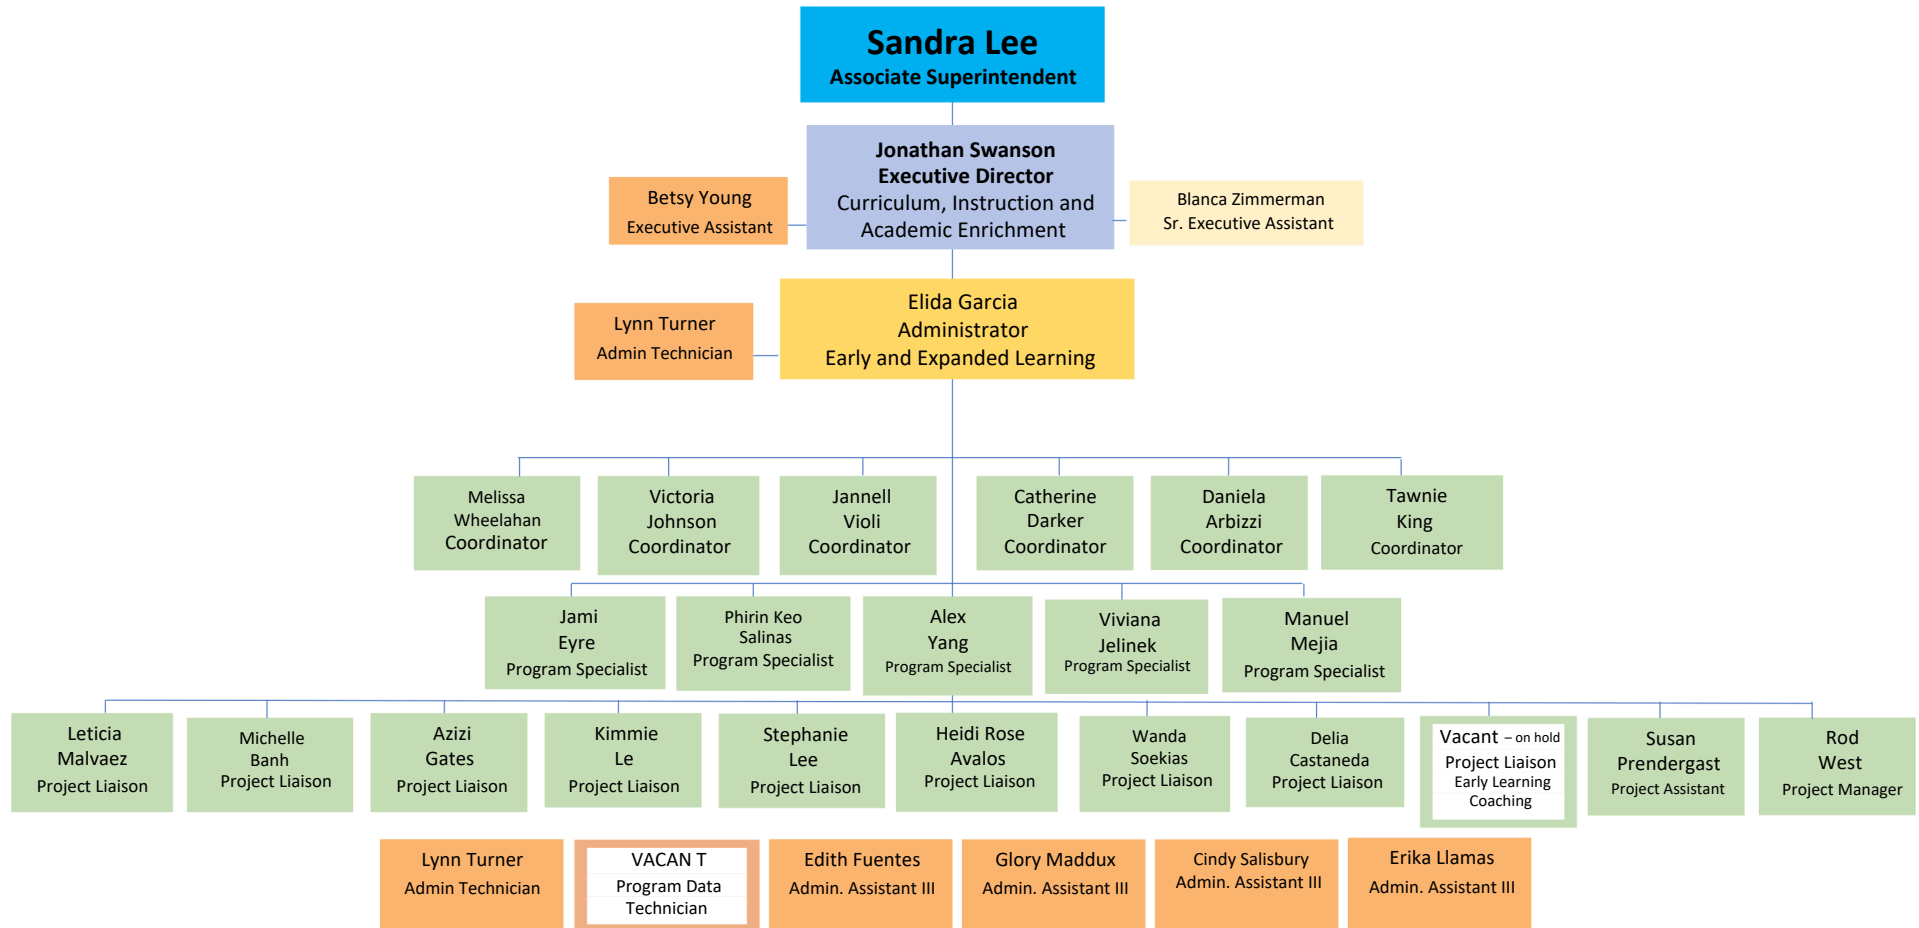 Sandra Lee
Associate Superintendent
Jonathan Swanson
Executive Director
Curriculum, Instruction and
Academic Enrichment
Betsy Young
Executive Assistant
Blanca Zimmerman
Sr. Executive Assistant
Elida Garcia
Administrator
Early and Expanded Learning
Lynn Turner
Admin Technician
Melissa
Wheelahan
Coordinator
Victoria
Johnson
Coordinator
Jannell
Violi
Coordinator
Catherine
Darker
Coordinator
Daniela
Arbizzi
Coordinator
Tawnie
King
Coordinator
Jami
Eyre
Program Specialist
Phirin Keo
Salinas
Program Specialist
Alex
Yang
Program Specialist
Viviana
Jelinek
Program Specialist
Manuel
Mejia
Program Specialist
Leticia
Malvaez
Project Liaison
Michelle
Banh
Project Liaison
Azizi
Gates
Project Liaison
Kimmie
Le
Project Liaison
Stephanie
Lee
Project Liaison
Heidi Rose
Avalos
Project Liaison
Wanda
Soekias
Project Liaison
Delia
Castaneda
Project Liaison
Vacant – on hold
Project Liaison
Early Learning
Coaching
Susan
Prendergast
Project Assistant
Rod
West
Project Manager
Lynn Turner
Admin Technician
VACAN T
Program Data
Technician
Edith Fuentes
Admin. Assistant III
Glory Maddux
Admin. Assistant III
Cindy Salisbury
Admin. Assistant III
Erika Llamas
Admin. Assistant III